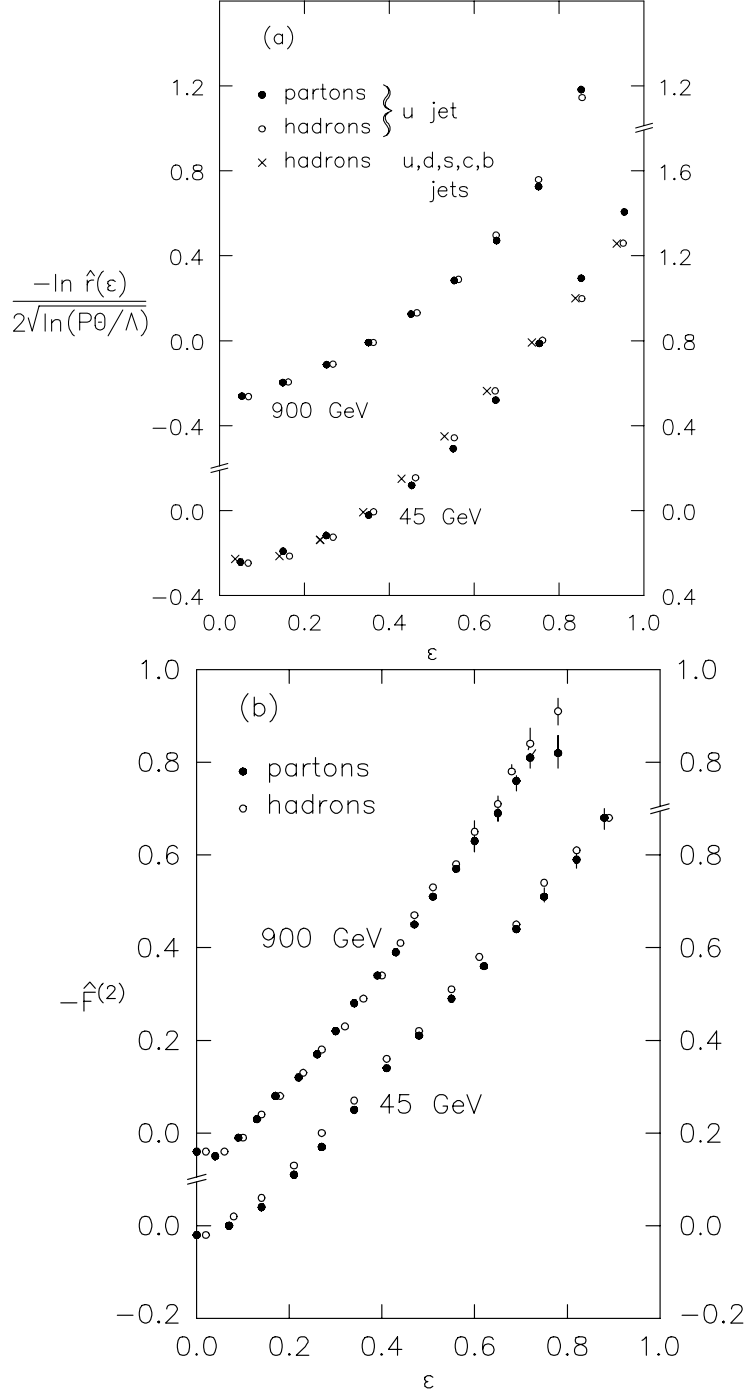 (a)
1.2 1.2
partons
hadrons } u jet
0.8 hadrons u,d,s,c,b 1.6
jets
0.4 1.2
−ln r̂(ε)
2√ln(PΘ/Λ)
0.0 0.8
900 GeV
−0.4 0.4
0.0 45 GeV 0.0
−0.4 0.4
0.0 0.2 0.4 0.6 0.8 1.0
ε
1.0 1.0
(b)
partons
0.8 0.8
hadrons
0.6 0.8
900 GeV
0.4 0.6
−F̂(2)
0.2 0.4
45 GeV
0.0 0.2
0.0 0.0
−0.2 −0.2
0.0 0.2 0.4 0.6 0.8 1.0
ε